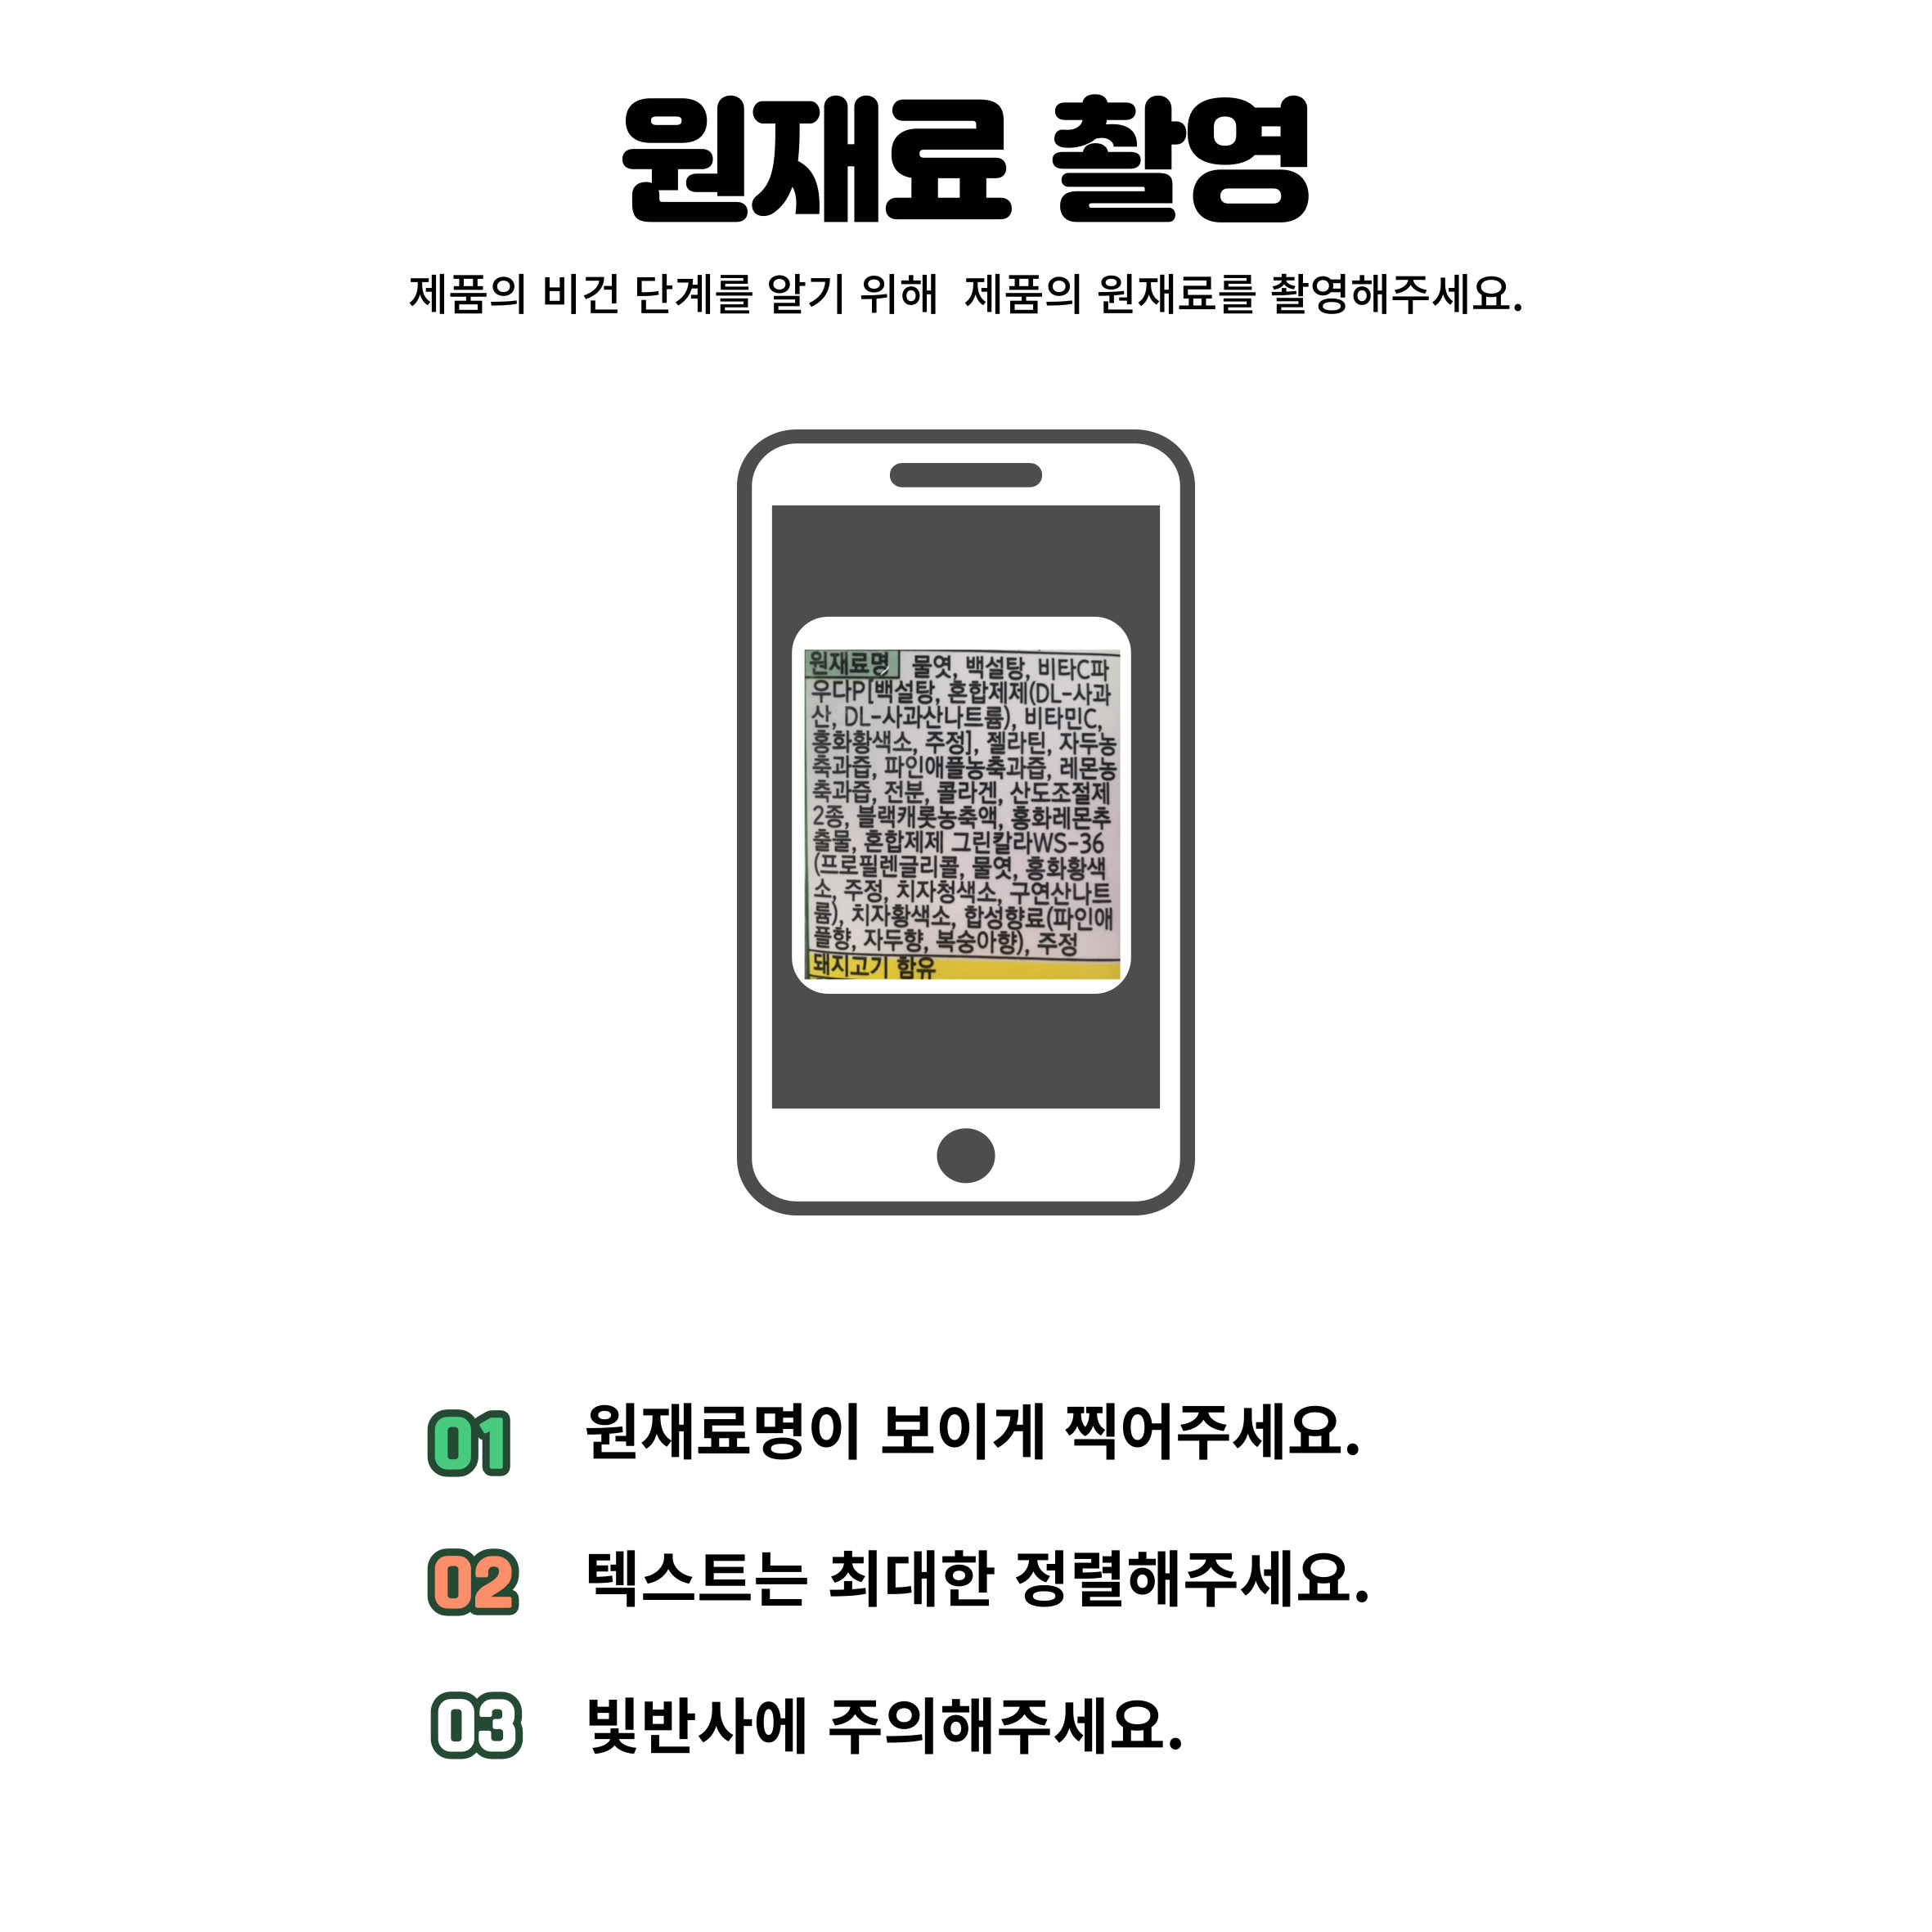 원재료 촬영
제품의 비건 단계를 알기 위해 제품의 원재료를 촬영해주세요.
원재료명 물엿, 백설탕, 비타C파
우다P[백설탕, 혼합제제(DL-사과
산, DL-사과산나트륨), 비타민C,
홍화황색소, 주정], 젤라틴, 자두농
축과즙, 파인애플농축과즙, 레몬농
축과즙, 전분, 콜라겐, 산도조절제
2종, 블랙캐롯농축액, 홍화레몬추
출물, 혼합제제 그린칼라WS-36
(프로필렌글리콜, 물엿, 홍화황색
소, 주정, 치자청색소, 구연산나트
륨), 치자황색소, 합성향료(파인애
플향, 자두향, 복숭아향), 주정
돼지고기 함유
01 원재료명이 보이게 찍어주세요.
02 텍스트는 최대한 정렬해주세요.
03 빛반사에 주의해주세요.